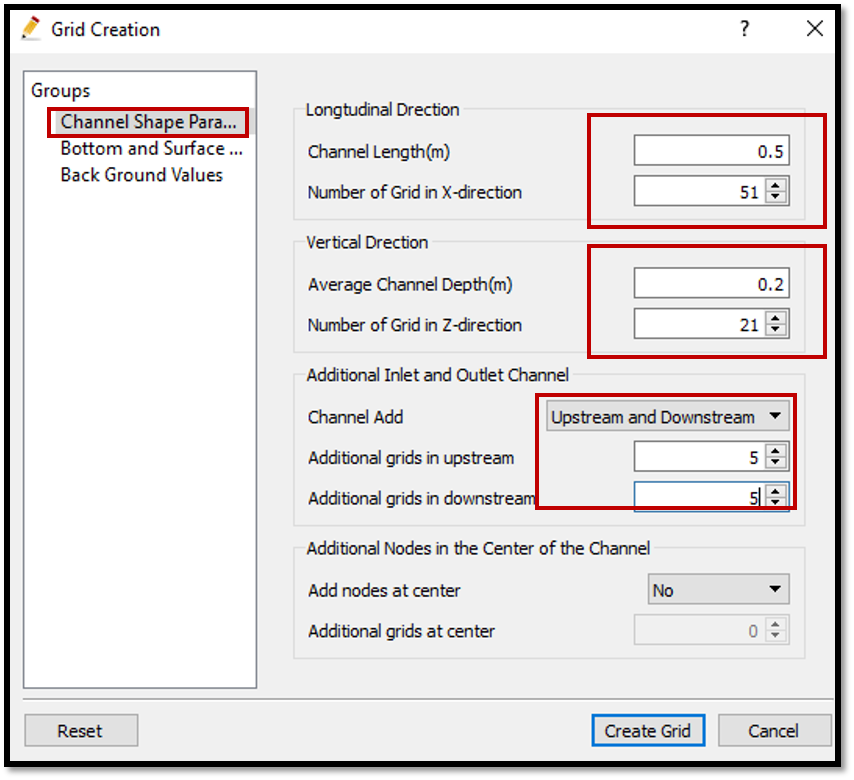 Grid Creation
?
Groups
Channel Shape Para...
Bottom and Surface ...
Back Ground Values
Longtudinal Drection
Channel Length(m) 0.5
Number of Grid in X-direction 51
Vertical Direction
Average Channel Depth(m) 0.2
Number of Grid in Z-direction 21
Additional Inlet and Outlet Channel
Channel Add Upstream and Downstream
Additional grids in upstream 5
Additional grids in downstream 5
Additional Nodes in the Center of the Channel
Add nodes at center No
Additional grids at center 0
Reset Create Grid Cancel